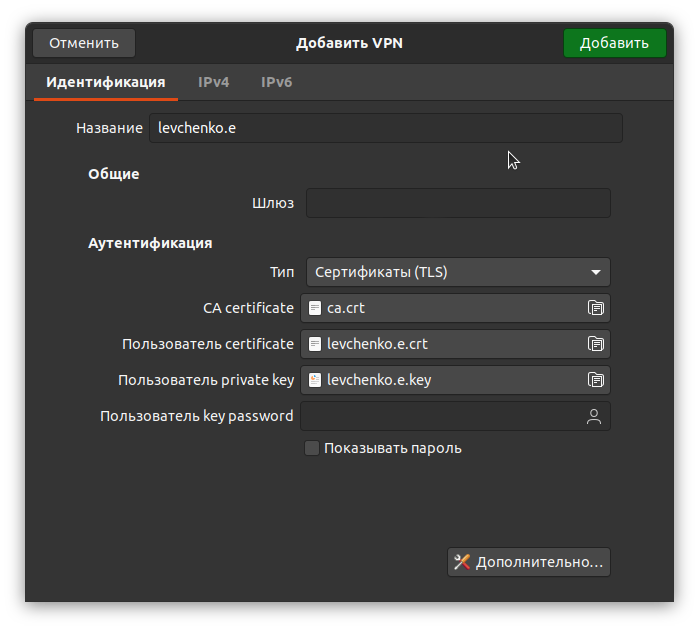 Отменить Добавить VPN Добавить
Идентификация IPv4 IPv6
Название levchenko.e
Общие
Шлюз
Аутентификация
Тип Сертификаты (TLS)
CA certificate ca.crt
Пользователь certificate levchenko.e.crt
Пользователь private key levchenko.e.key
Пользователь key password
Показывать пароль
Дополнительно...